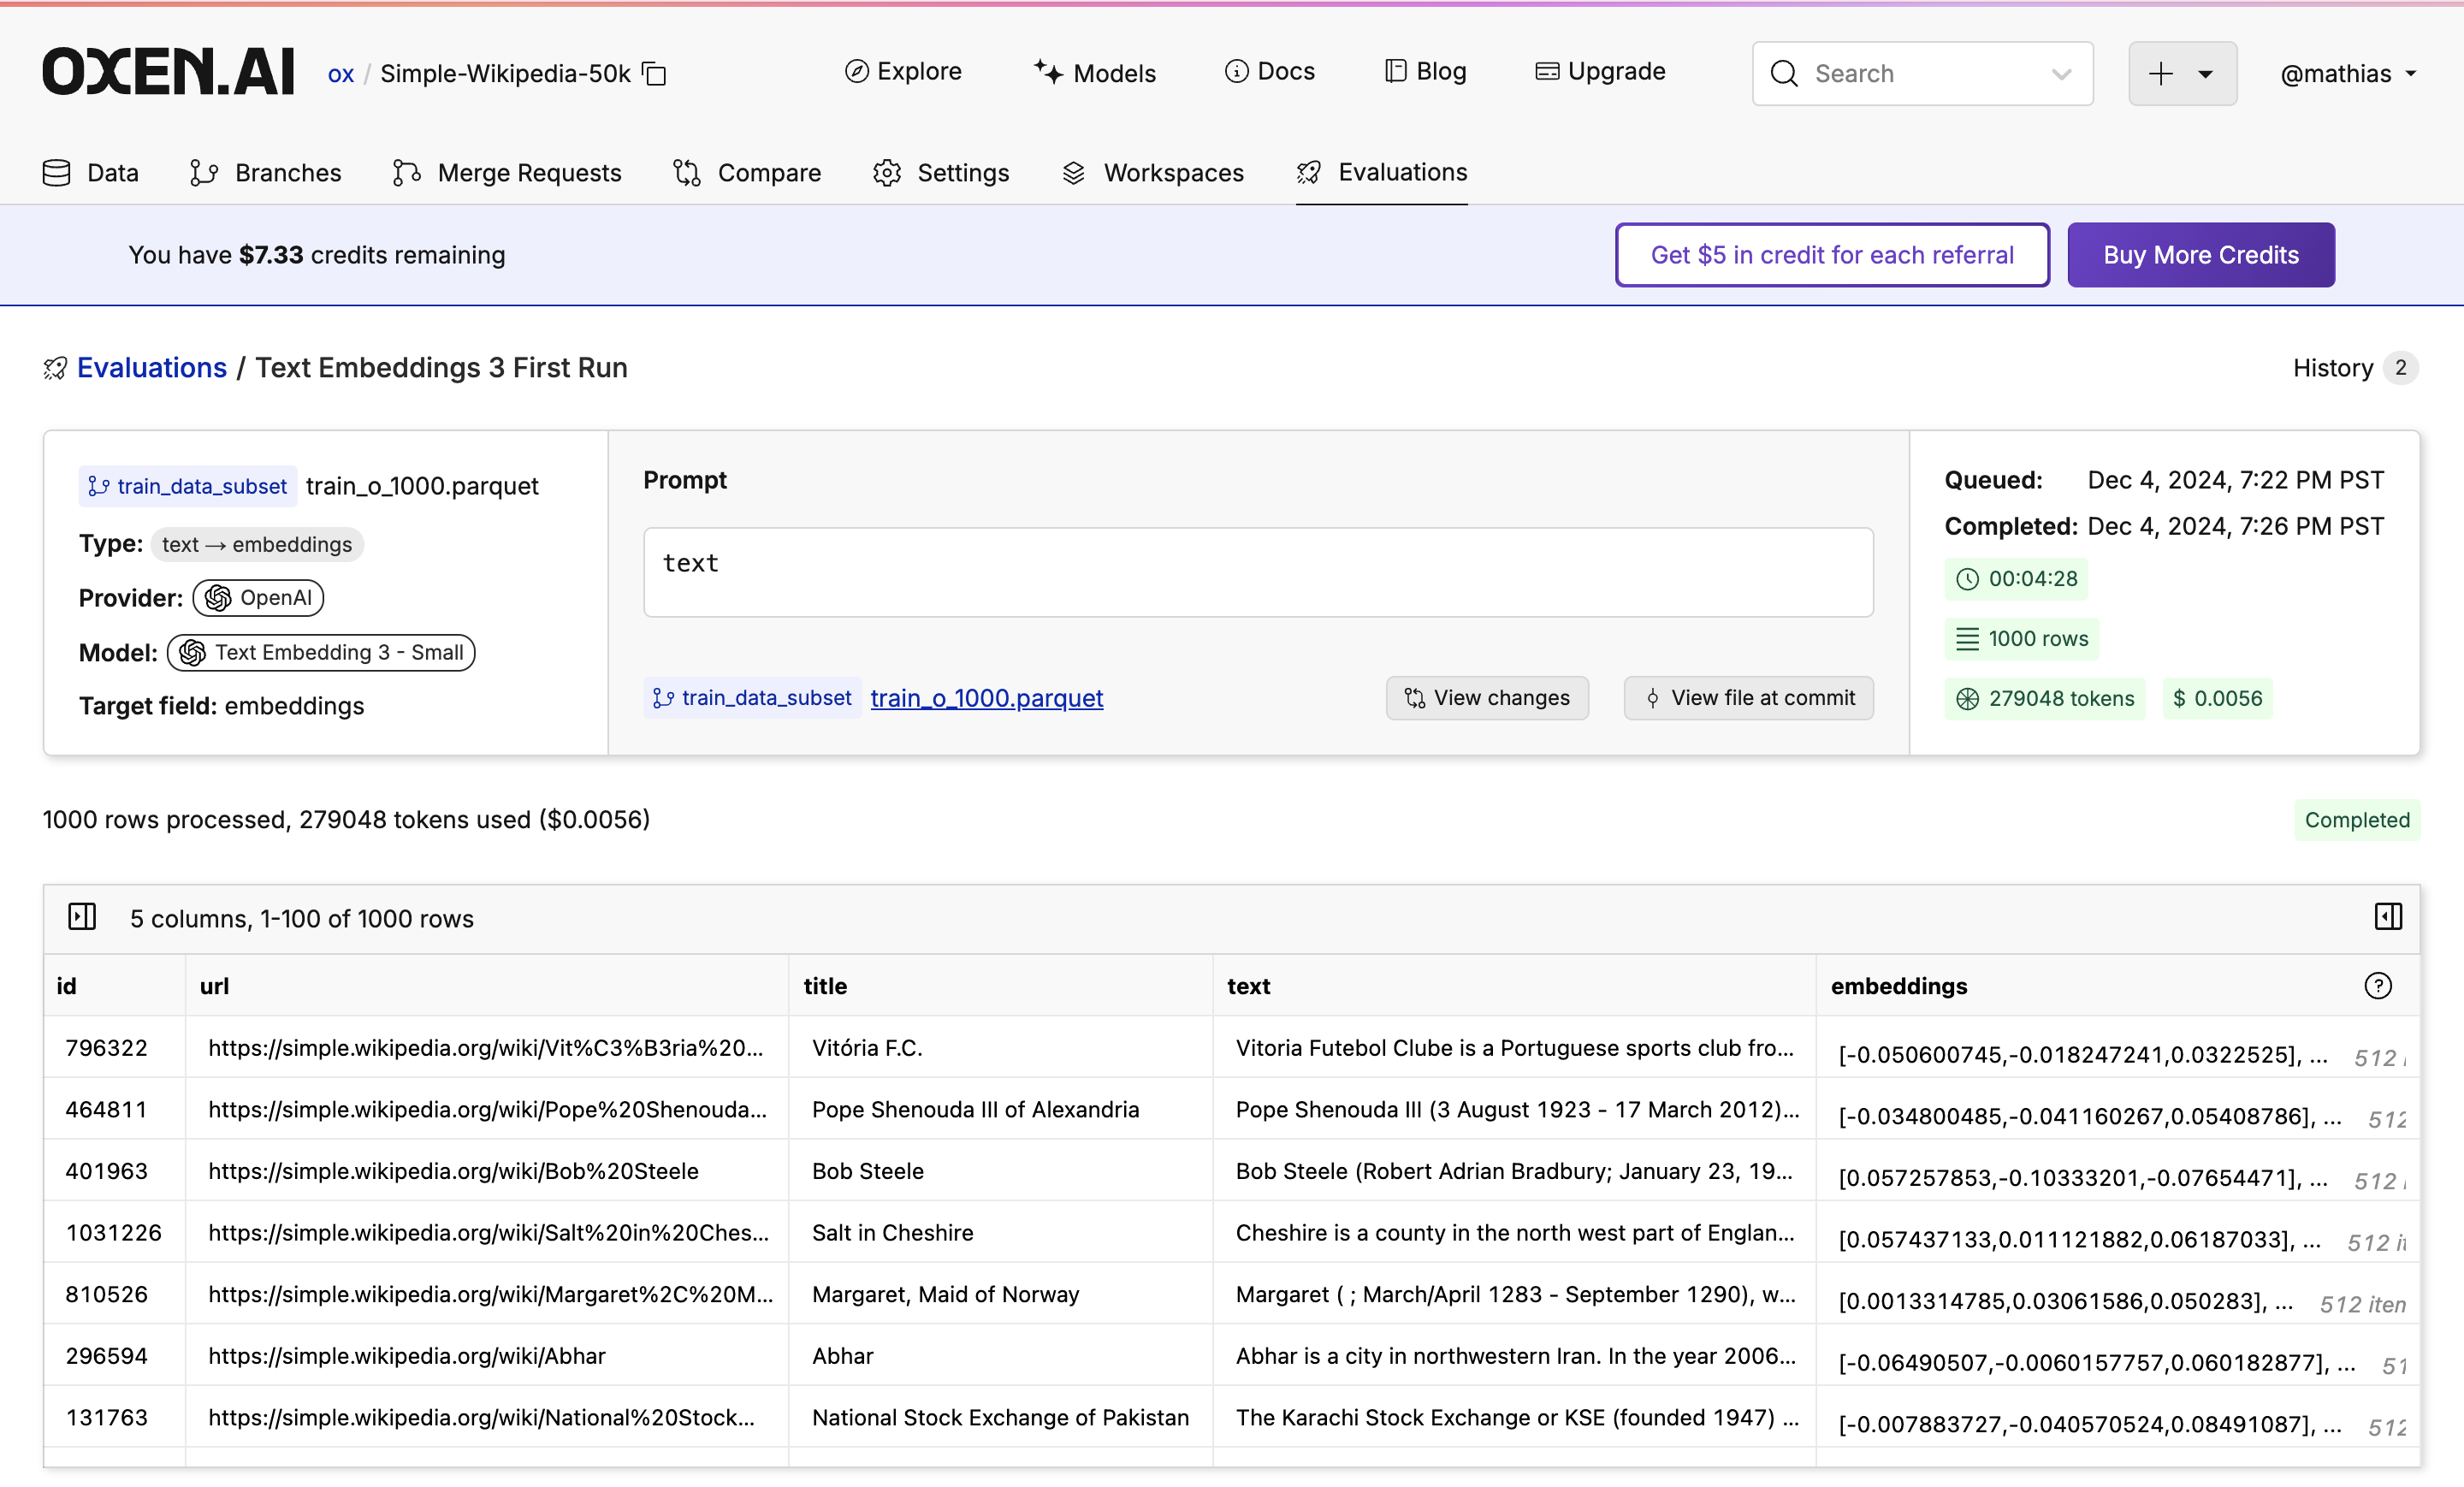 OXEN.AI ox / Simple-Wikipedia-50k Explore Models Docs Blog Upgrade Search @mathias
Data Branches Merge Requests Compare Settings Workspaces Evaluations
You have $7.33 credits remaining Get $5 in credit for each referral Buy More Credits
Evaluations / Text Embeddings 3 First Run History 2
train_data_subset train_o_1000.parquet
Type: text → embeddings
Provider: OpenAI
Model: Text Embedding 3 - Small
Target field: embeddings
Prompt
text
train_data_subset train_o_1000.parquet View changes View file at commit
Queued: Dec 4, 2024, 7:22 PM PST
Completed: Dec 4, 2024, 7:26 PM PST
00:04:28
1000 rows
279048 tokens $ 0.0056
1000 rows processed, 279048 tokens used ($0.0056) Completed
5 columns, 1-100 of 1000 rows
id url title text embeddings ?
796322 https://simple.wikipedia.org/wiki/Vit%C3%B3ria%20... Vitória F.C. Vitoria Futebol Clube is a Portuguese sports club fro... [-0.050600745,-0.018247241,0.0322525], ... 512
464811 https://simple.wikipedia.org/wiki/Pope%20Shenouda... Pope Shenouda III of Alexandria Pope Shenouda III (3 August 1923 - 17 March 2012)... [-0.034800485,-0.041160267,0.05408786], ... 512
401963 https://simple.wikipedia.org/wiki/Bob%20Steele Bob Steele Bob Steele (Robert Adrian Bradbury; January 23, 19... [0.057257853,-0.10333201,-0.07654471], ... 512
1031226 https://simple.wikipedia.org/wiki/Salt%20in%20Ches... Salt in Cheshire Cheshire is a county in the north west part of Englan... [0.057437133,0.011121882,0.06187033], ... 512 it
810526 https://simple.wikipedia.org/wiki/Margaret%2C%20M... Margaret, Maid of Norway Margaret ( ; March/April 1283 - September 1290), w... [0.0013314785,0.03061586,0.050283], ... 512 iten
296594 https://simple.wikipedia.org/wiki/Abhar Abhar Abhar is a city in northwestern Iran. In the year 2006... [-0.06490507,-0.0060157757,0.060182877], ... 51
131763 https://simple.wikipedia.org/wiki/National%20Stock... National Stock Exchange of Pakistan The Karachi Stock Exchange or KSE (founded 1947) ... [-0.007883727,-0.040570524,0.08491087], ... 512